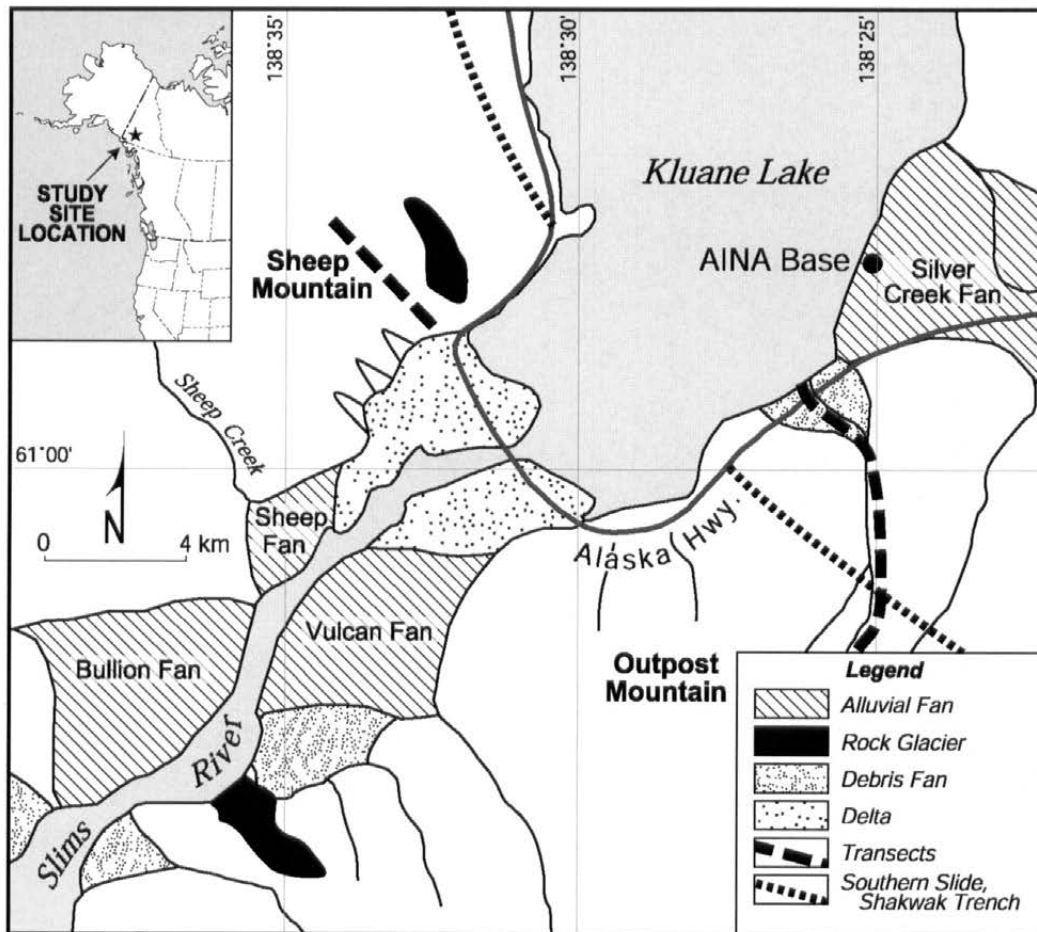 138°35'
138°30'
138°25'
STUDY
SITE
LOCATION
Kluane Lake
AINA Base
Silver
Creek Fan
Sheep
Mountain
Sheep Creek
61°00'
N
0 4 km
Sheep
Fan
Alaska Hwy.
Vulcan Fan
Bullion Fan
Outpost
Mountain
Slims River
Legend
Alluvial Fan
Rock Glacier
Debris Fan
Delta
Transects
Southern Slide,
Shakwak Trench